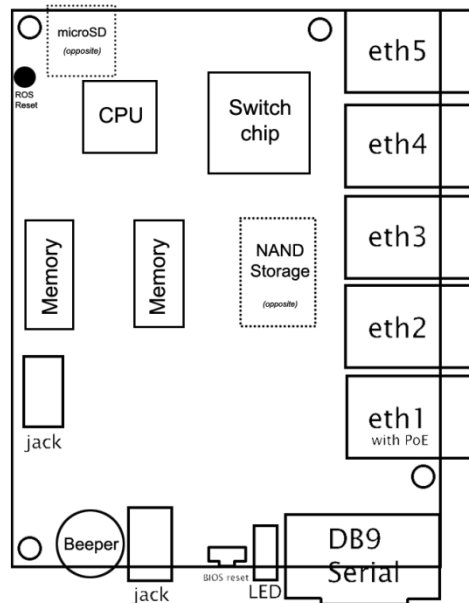 microSD
(opposite)
eth5
ROS
Reset
CPU
Switch
chip
eth4
Memory
Memory
NAND
Storage
(opposite)
eth3
eth2
eth1
with PoE
jack
Beeper
jack
BIOS reset
LED
DB9
Serial